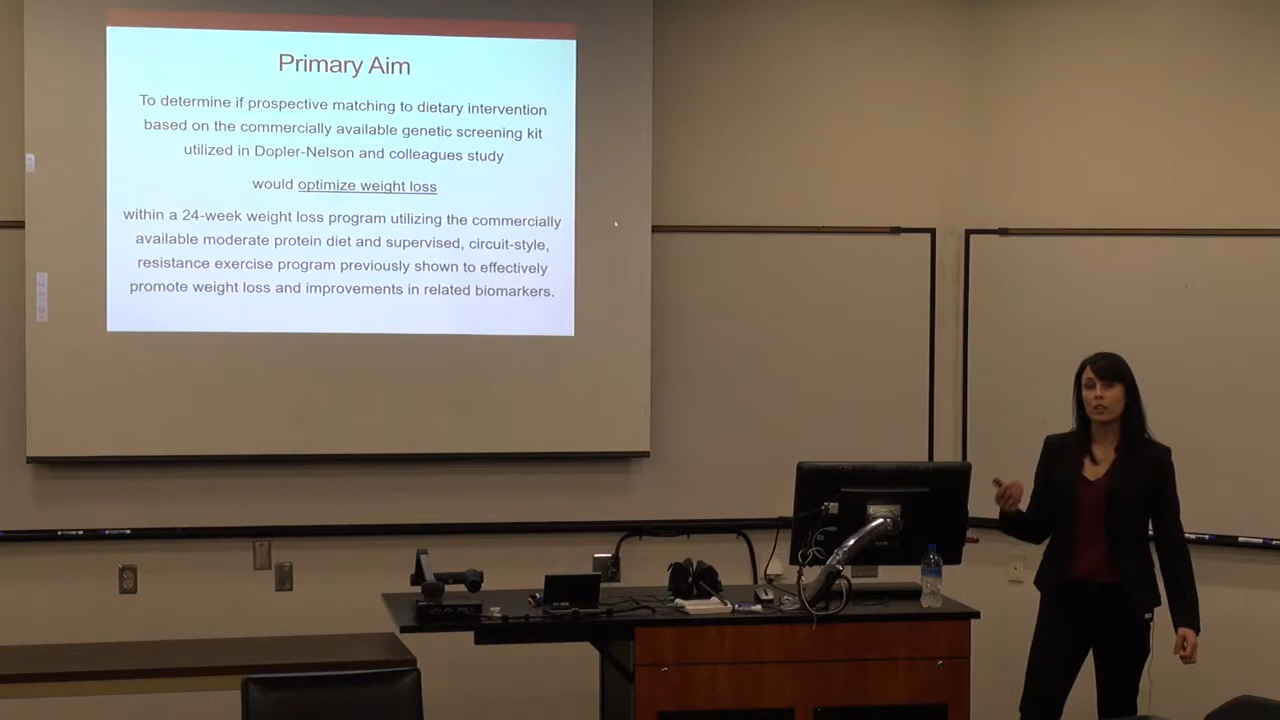 Primary Aim
To determine if prospective matching to dietary intervention
based on the commercially available genetic screening kit
utilized in Dopler-Nelson and colleagues study
would optimize weight loss
within a 24-week weight loss program utilizing the commercially
available moderate protein diet and supervised, circuit-style,
resistance exercise program previously shown to effectively
promote weight loss and improvements in related biomarkers.